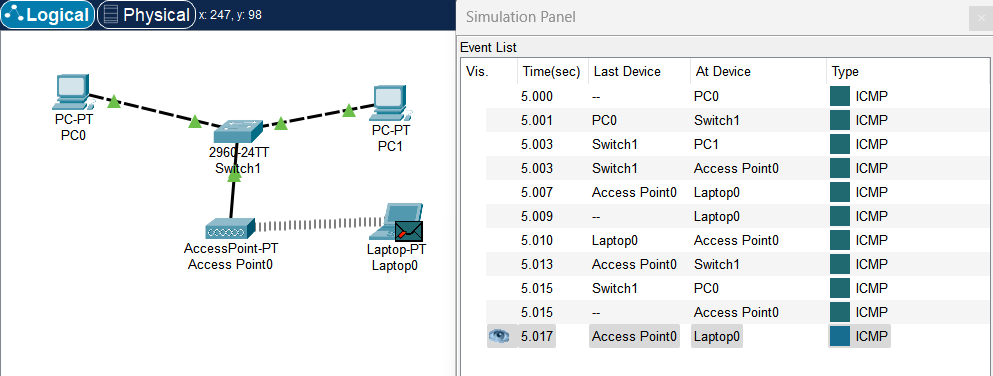 Logical Physical x: 247, y: 98
PC-PT
PC0
PC-PT
PC1
2960-24TT
Switch1
AccessPoint-PT
Access Point0
Laptop-PT
Laptop0
Simulation Panel
Event List
Vis. Time(sec) Last Device At Device Type
5.000 -- PC0 ICMP
5.001 PC0 Switch1 ICMP
5.003 Switch1 PC1 ICMP
5.003 Switch1 Access Point0 ICMP
5.007 Access Point0 Laptop0 ICMP
5.009 -- Laptop0 ICMP
5.010 Laptop0 Access Point0 ICMP
5.013 Access Point0 Switch1 ICMP
5.015 Switch1 PC0 ICMP
5.015 -- Access Point0 ICMP
5.017 Access Point0 Laptop0 ICMP